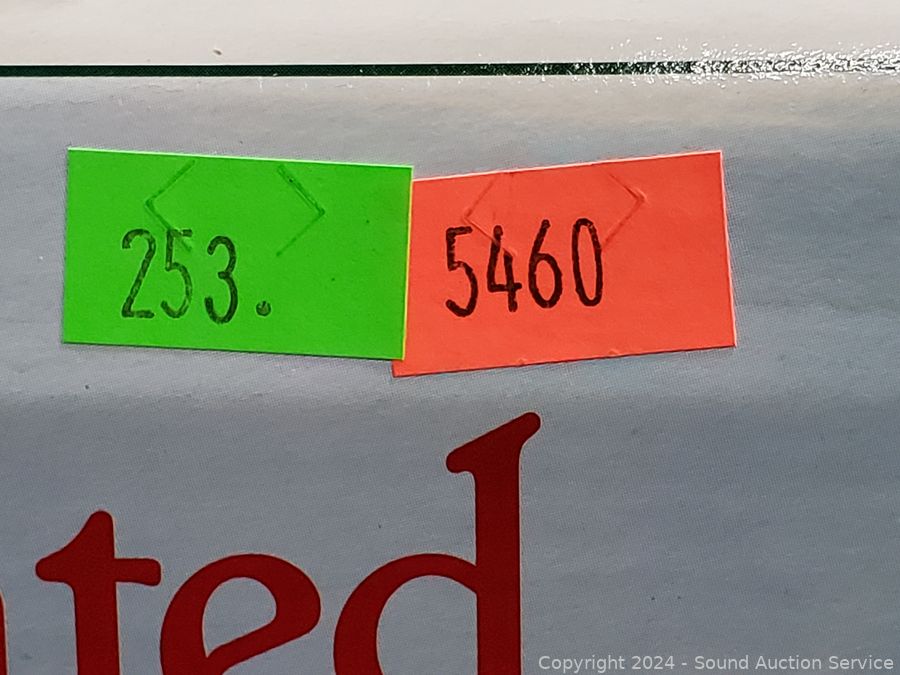 253.
5460
ted
Copyright 2024 - Sound Auction Service